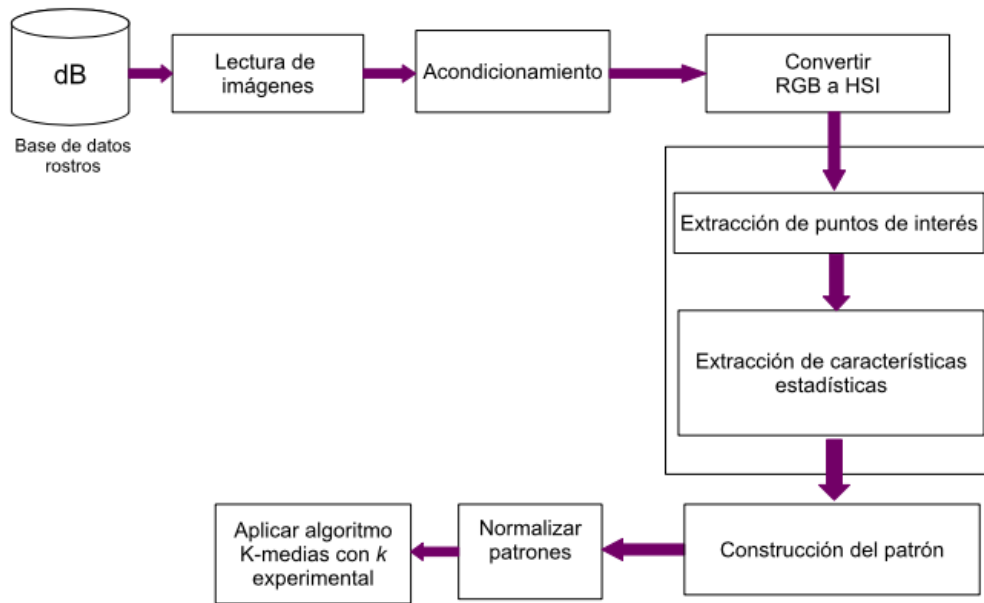 dB
Base de datos
rostros
Lectura de
imágenes
Acondicionamiento
Convertir
RGB a HSI
Extracción de puntos de interés
Extracción de características
estadísticas
Construcción del patrón
Normalizar
patrones
Aplicar algoritmo
K-medias con k
experimental